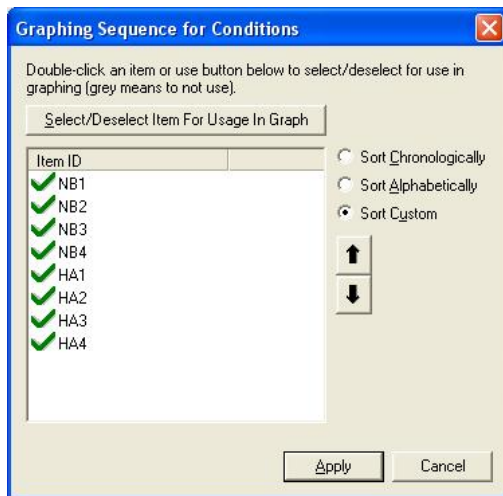 Graphing Sequence for Conditions
Double-click an item or use button below to select/deselect for use in
graphing (grey means to not use).
Select/Deselect Item For Usage In Graph
Item ID
NB1
NB2
NB3
NB4
HA1
HA2
HA3
HA4
Sort Chronologically
Sort Alphabetically
Sort Custom
Apply
Cancel